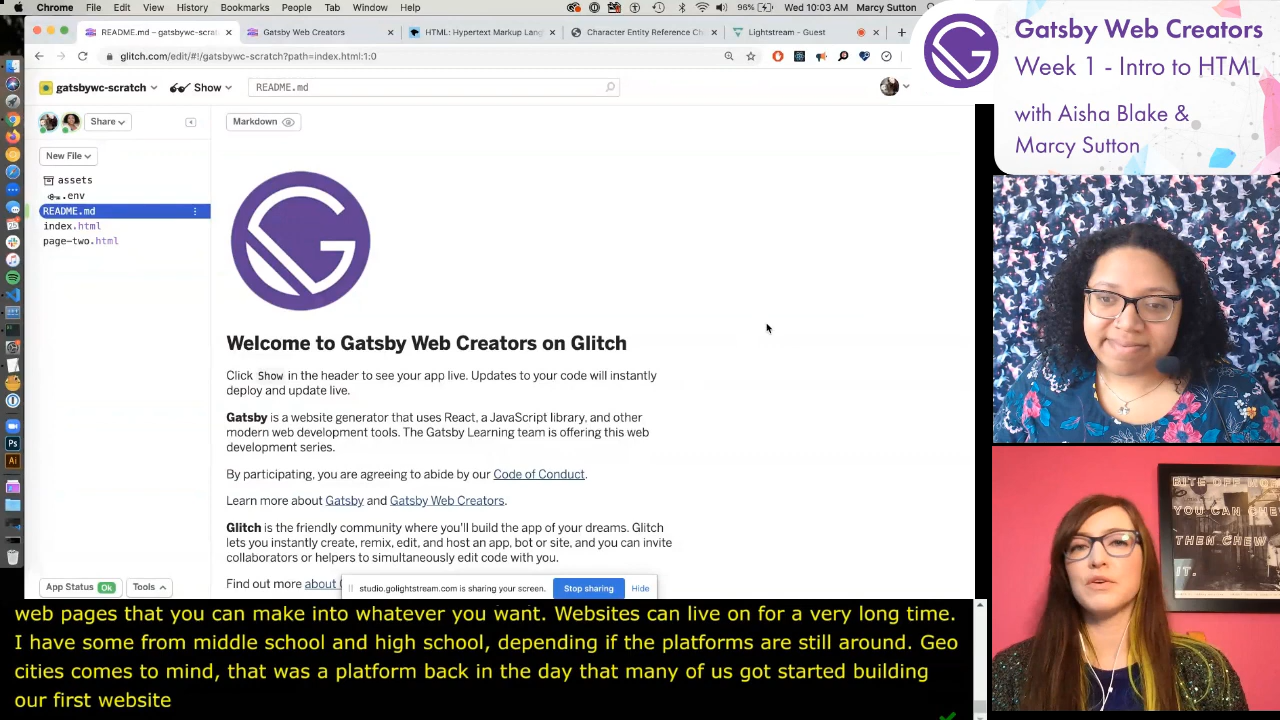 Chrome File Edit View History Bookmarks People Tab Window Help
96% Wed 10:03 AM Marcy Sutton
README.md – gatsbywc-scratch
Gatsby Web Creators
HTML: Hypertext Markup Lang
Character Entity Reference Ch
Lightstream - Guest
glitch.com/edit/#!/gatsbywc-scratch?path=index.html:1:0
gatsbywc-scratch
Show
README.md
Share
Markdown
New File
assets
.env
README.md
index.html
page-two.html
Welcome to Gatsby Web Creators on Glitch
Click Show in the header to see your app live. Updates to your code will instantly
deploy and update live.
Gatsby is a website generator that uses React, a JavaScript library, and other
modern web development tools. The Gatsby Learning team is offering this web
development series.
By participating, you are agreeing to abide by our Code of Conduct.
Learn more about Gatsby and Gatsby Web Creators.
Glitch is the friendly community where you'll build the app of your dreams. Glitch
lets you instantly create, remix, edit, and host an app, bot or site, and you can invite
collaborators or helpers to simultaneously edit code with you.
Find out more about
App Status Ok Tools
studio.golightstream.com is sharing your screen. Stop sharing Hide
web pages that you can make into whatever you want. Websites can live on for a very long time.
I have some from middle school and high school, depending if the platforms are still around. Geo
cities comes to mind, that was a platform back in the day that many of us got started building
our first website
Gatsby Web Creators
Week 1 - Intro to HTML
with Aisha Blake &
Marcy Sutton
BITE OFF MORE
YOU CAN CHEW
THEN CHEW
IT.